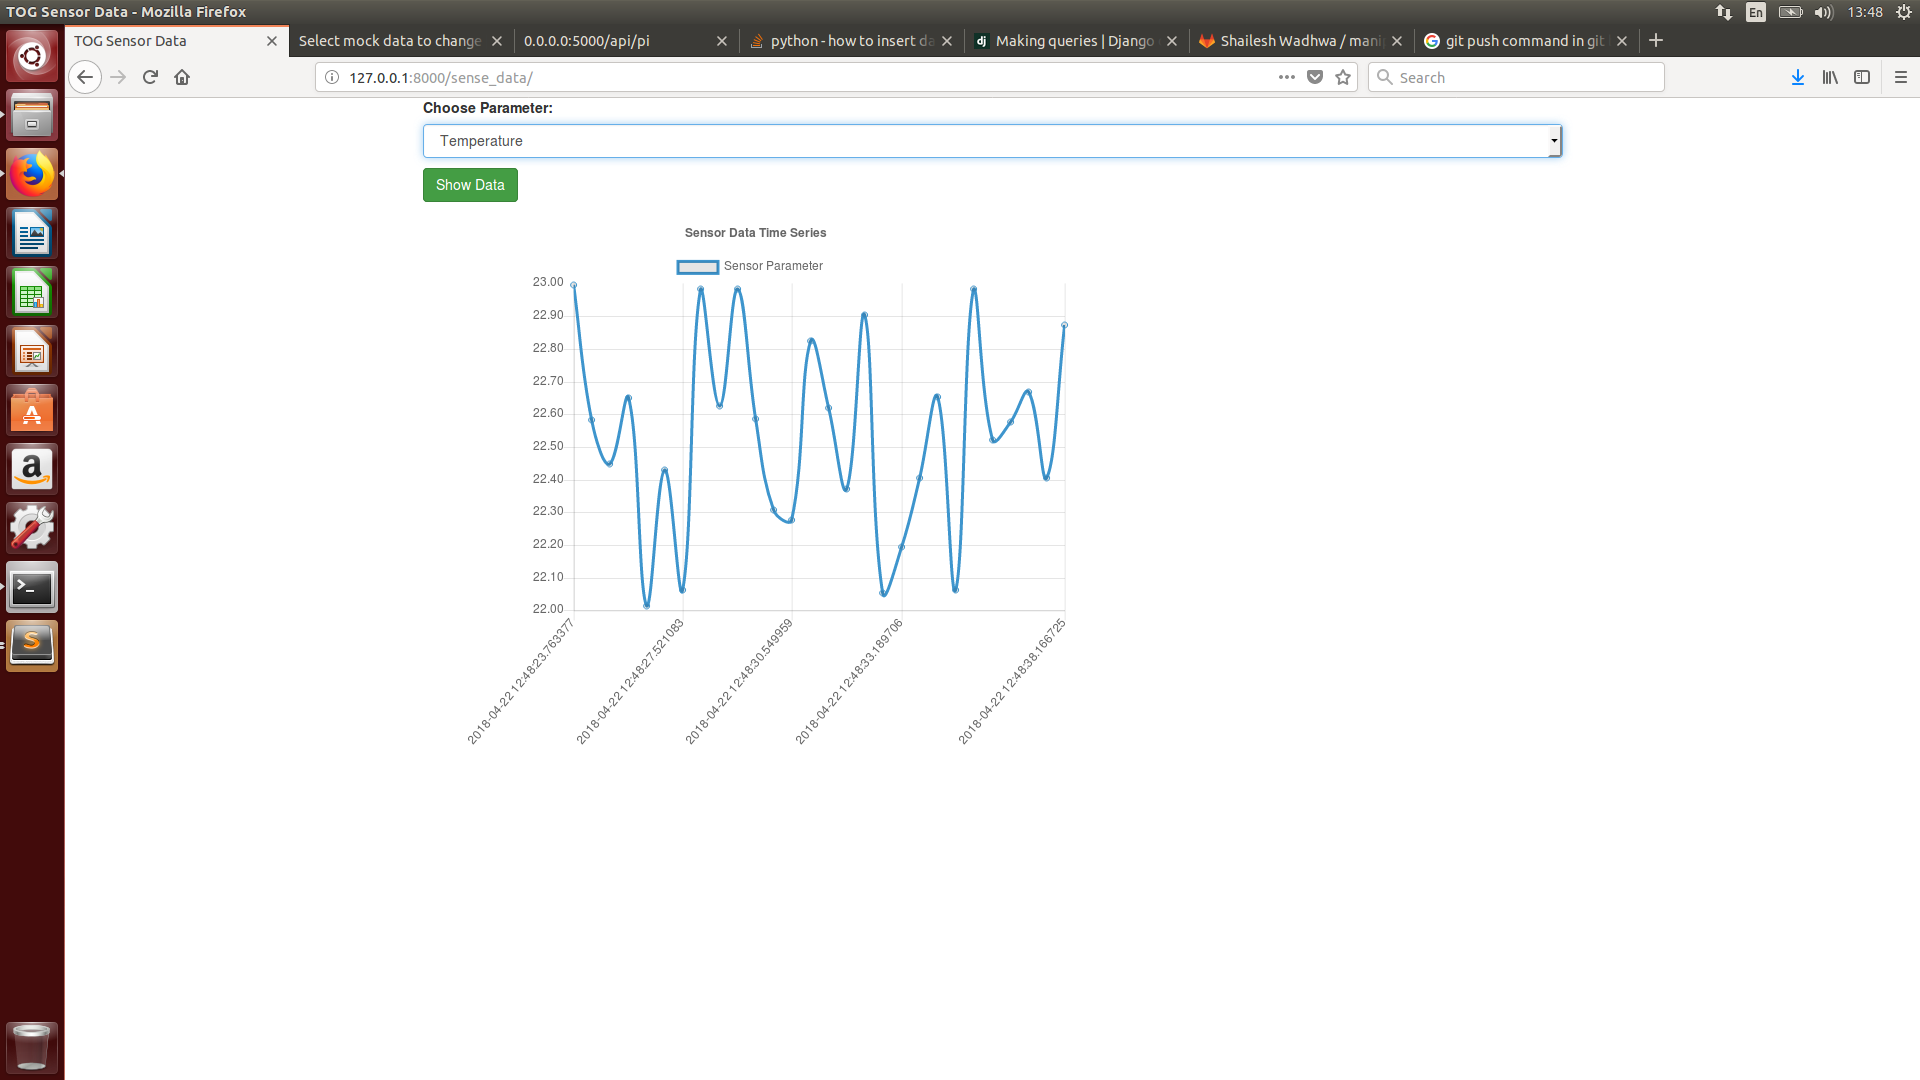 TOG Sensor Data - Mozilla Firefox
En
13:48
TOG Sensor Data
Select mock data to change
0.0.0.0:5000/api/pi
python - how to insert da
dj
Making queries | Django
Shailesh Wadhwa / mani
git push command in git
127.0.0.1:8000/sense_data/
Search
Choose Parameter:
Temperature
Show Data
Sensor Data Time Series
Sensor Parameter
23.00
22.90
22.80
22.70
22.60
22.50
22.40
22.30
22.20
22.10
22.00
2018-04-22 12:48:23.763377
2018-04-22 12:48:27.521083
2018-04-22 12:48:30.549959
2018-04-22 12:48:33.189706
2018-04-22 12:48:38.166725